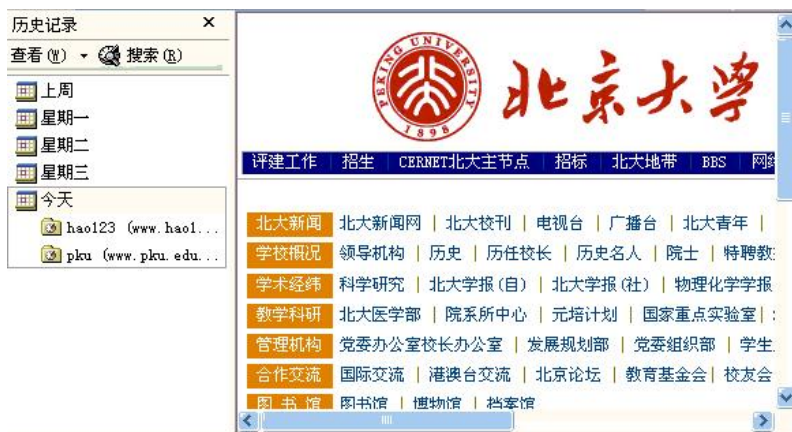 历史记录 ×
查看(W) 搜索(R)
上周
星期一
星期二
星期三
今天
hao123 (www.hao1...
pku (www.pku.edu...
PEKING UNIVERSITY
1898
北京大学
评建工作 招生 CERNET北大主节点 招标 北大地带 BBS 网络
北大新闻 北大新闻网 | 北大校刊 | 电视台 | 广播台 | 北大青年 |
学校概况 领导机构 | 历史 | 历任校长 | 历史名人 | 院士 | 特聘教
学术经纬 科学研究 | 北大学报(自) | 北大学报(社) | 物理化学学报
教学科研 北大医学部 | 院系所中心 | 元培计划 | 国家重点实验室 |
管理机构 党委办公室校长办公室 | 发展规划部 | 党委组织部 | 学生
合作交流 国际交流 | 港澳台交流 | 北京论坛 | 教育基金会 | 校友会
图书馆 图书馆 | 博物馆 | 档案馆